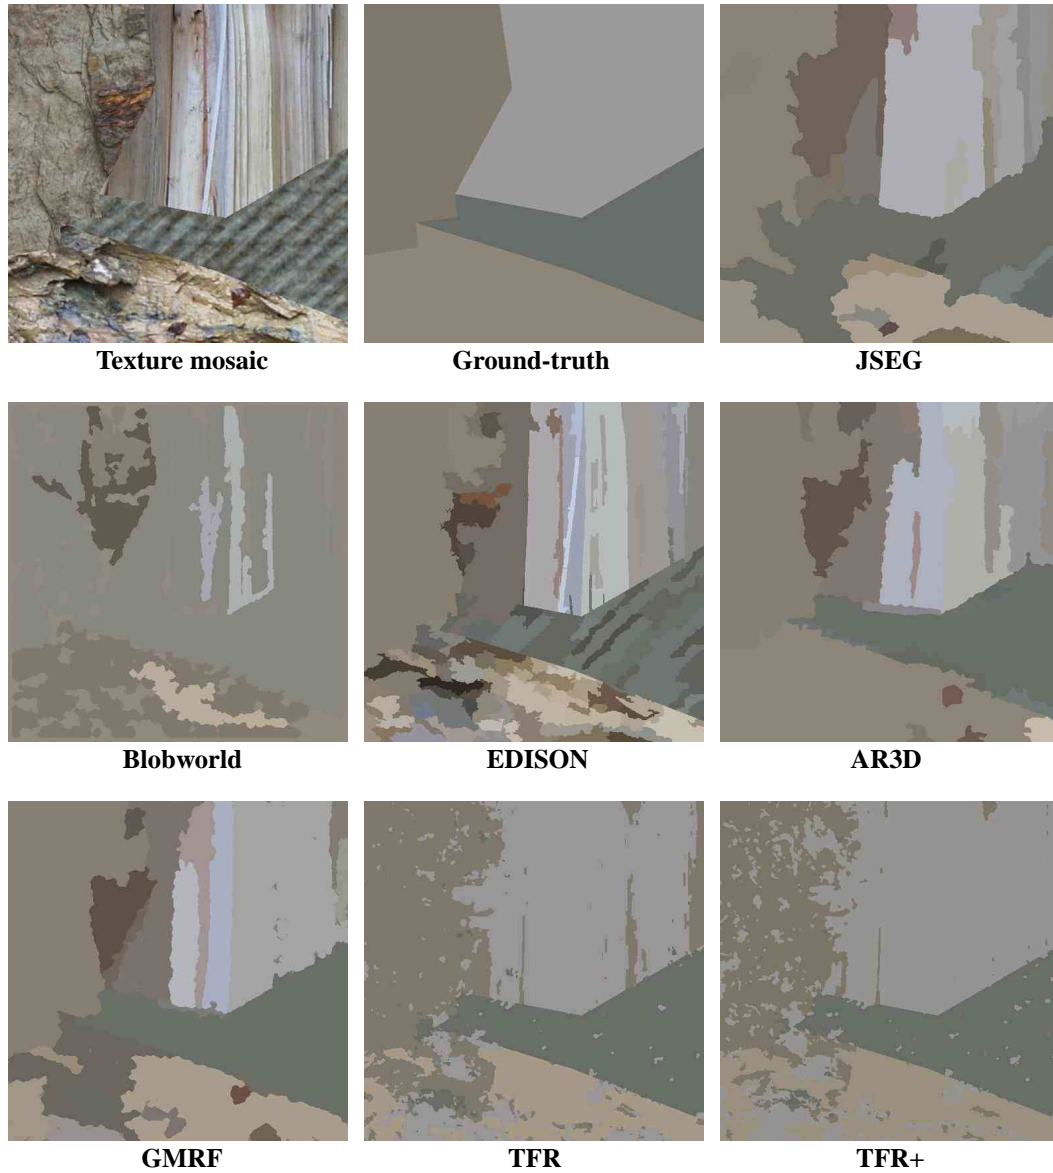 Texture mosaic
Ground-truth
JSEG
Blobworld
EDISON
AR3D
GMRF
TFR
TFR+